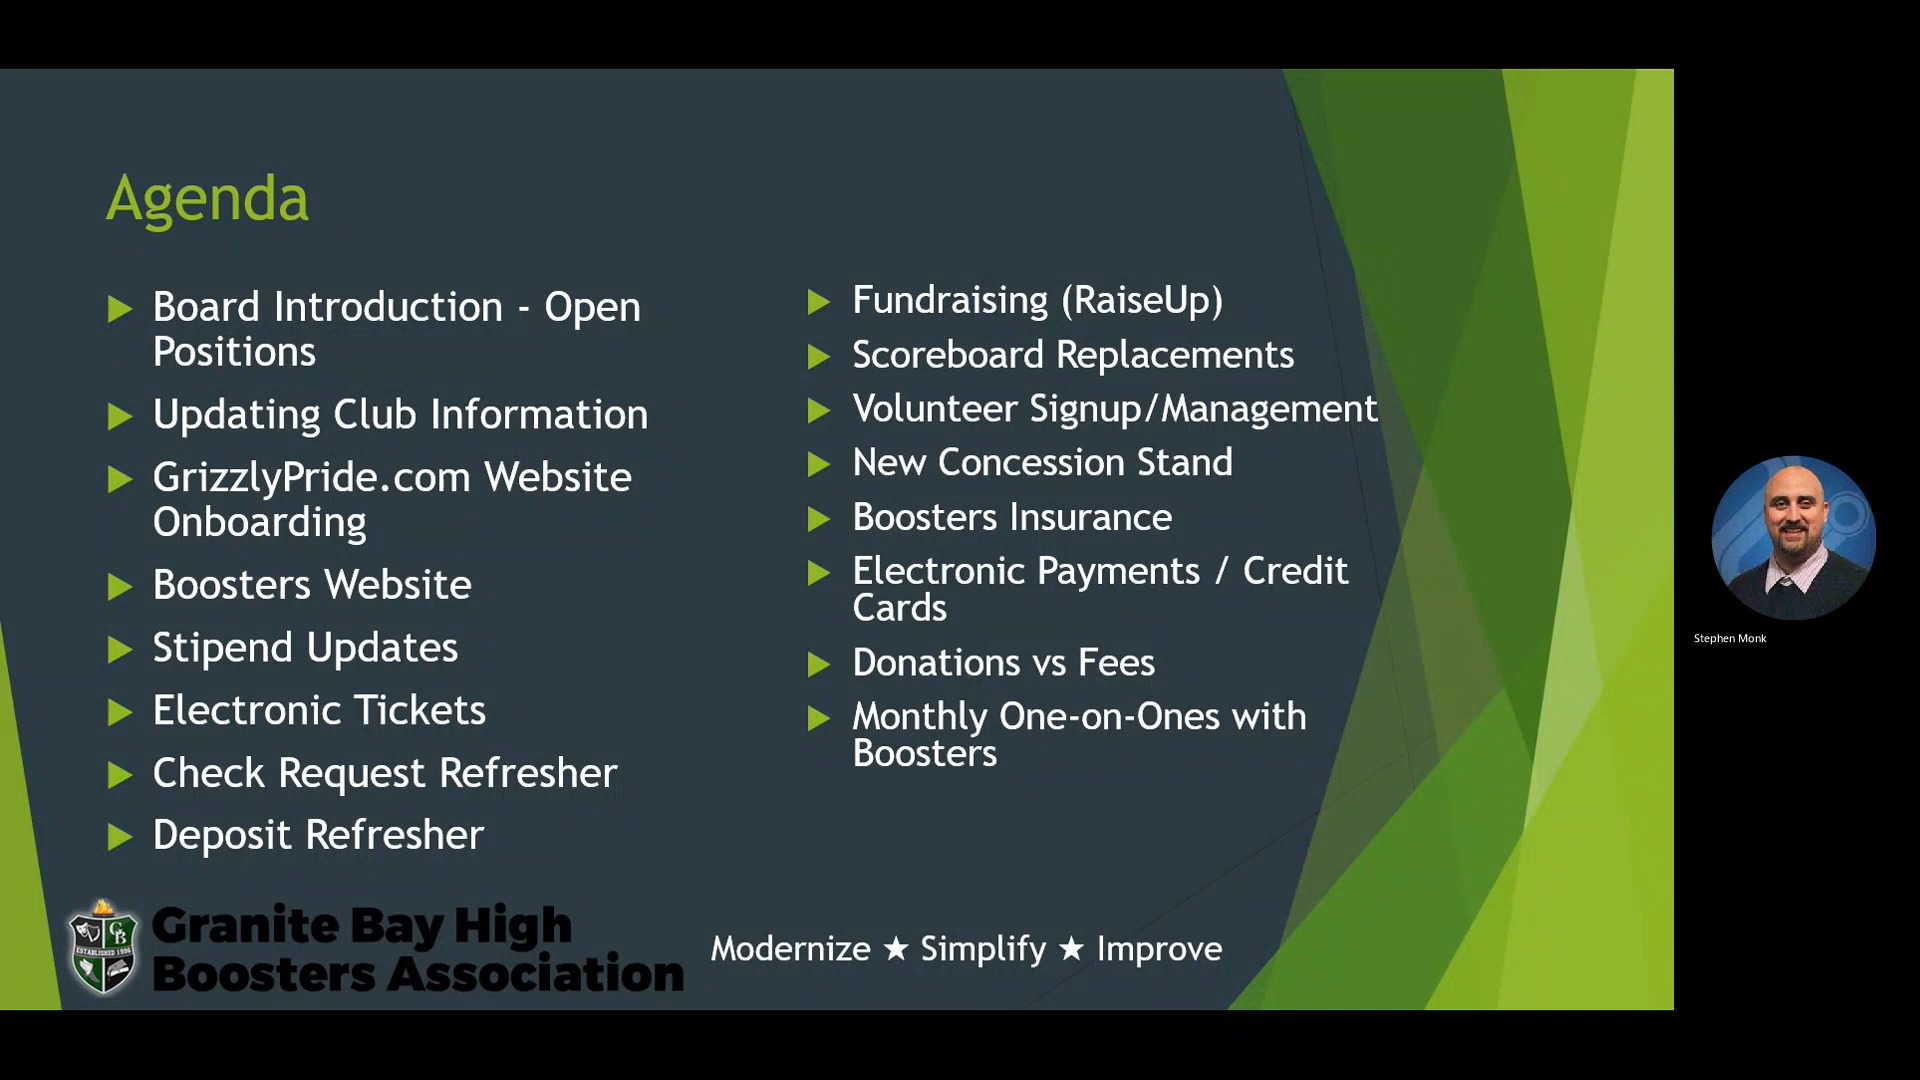 Agenda
Board Introduction - Open
Positions
Updating Club Information
GrizzlyPride.com Website
Onboarding
Boosters Website
Stipend Updates
Electronic Tickets
Check Request Refresher
Deposit Refresher
Fundraising (RaiseUp)
Scoreboard Replacements
Volunteer Signup/Management
New Concession Stand
Boosters Insurance
Electronic Payments / Credit
Cards
Donations vs Fees
Monthly One-on-Ones with
Boosters
GB
ESTABLISHED 1996
Granite Bay High
Boosters Association
Modernize ★ Simplify ★ Improve
Stephen Monk